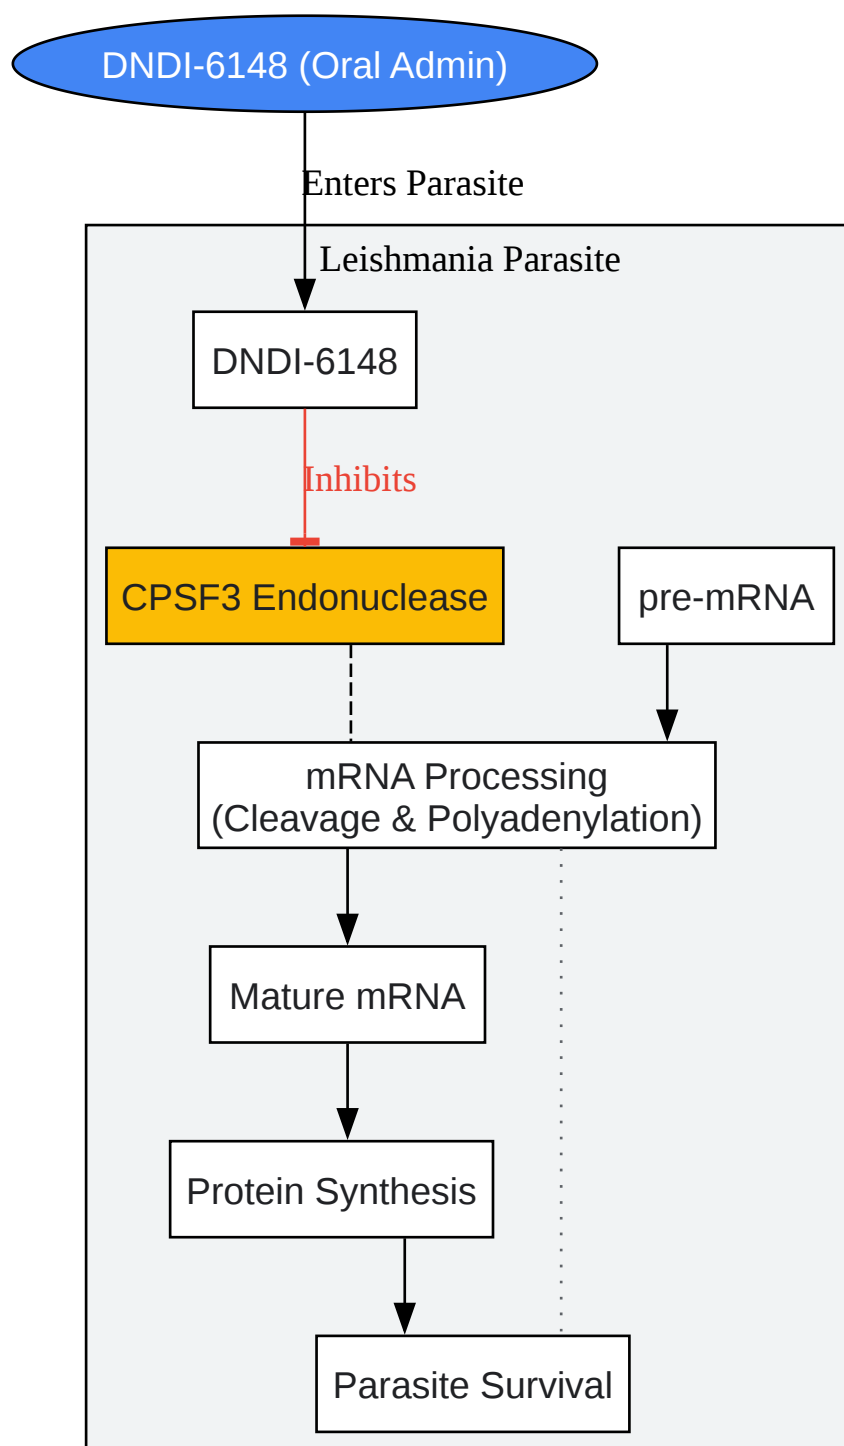 DNDI-6148 (Oral Admin)
Enters Parasite
Leishmania Parasite
DNDI-6148
Inhibits
CPSF3 Endonuclease
pre-mRNA
mRNA Processing
(Cleavage & Polyadenylation)
Mature mRNA
Protein Synthesis
Parasite Survival